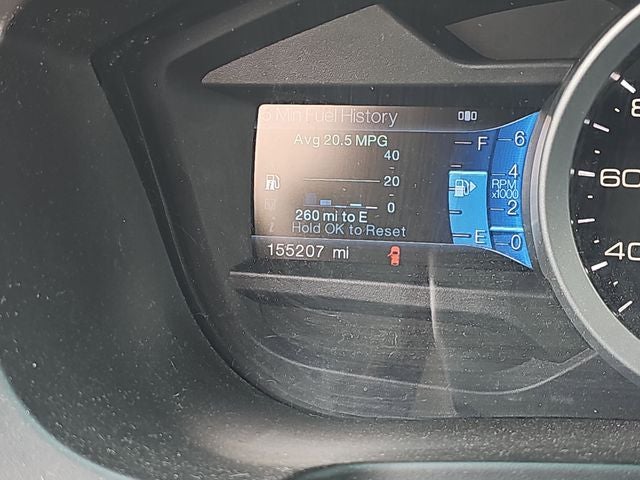 5 Min Fuel History
Avg 20.5 MPG
40
20
0
260 mi to E
Hold OK to Reset
155207 mi
F
E
6
4
RPM
x1000
2
0
8
60
40